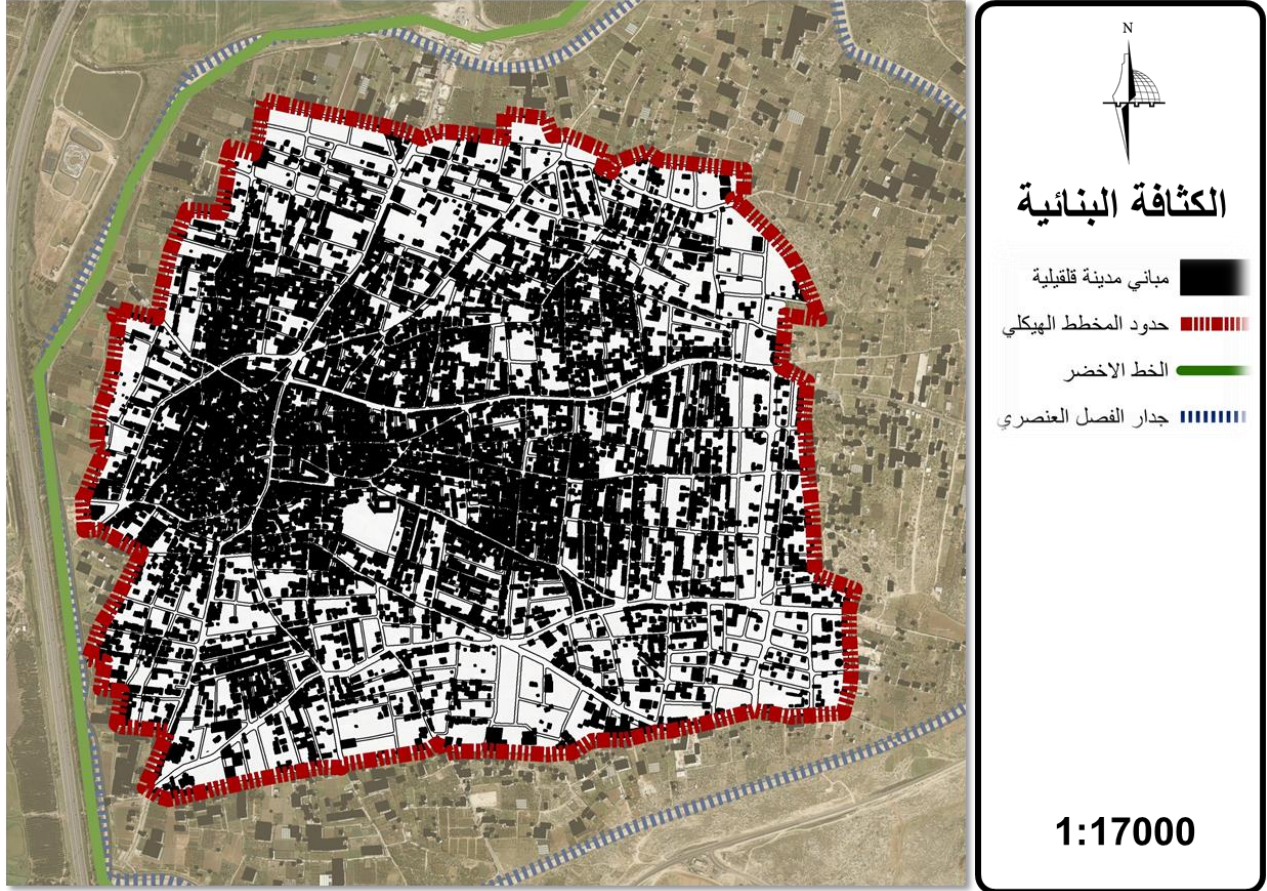 N
الكثافة البنائية
مباني مدينة قلقيلية
حدود المخطط الهيكلي
الخط الاخضر
جدار الفصل العنصري
1:17000